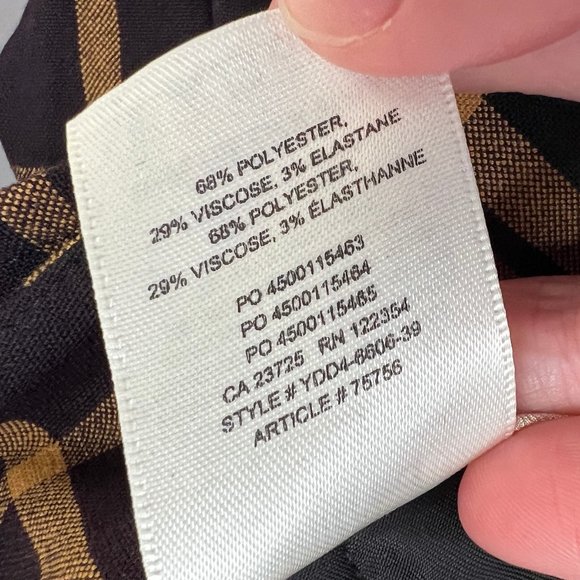 68% POLYESTER,
29% VISCOSE, 3% ELASTANE
68% POLYESTER,
29% VISCOSE, 3% ÉLASTHANNE
PO 4500115463
PO 4500115464
PO 4500115465
CA 23725 RN 122354
STYLE # YDD4-6606-39
ARTICLE # 75756